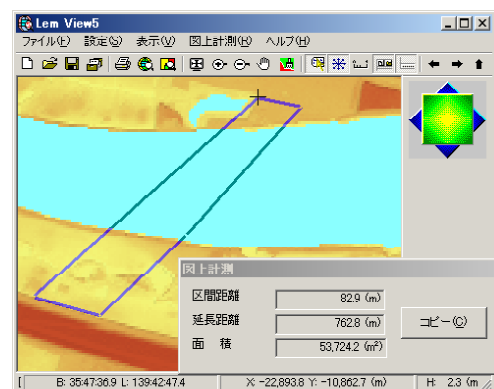 Lem View5
ファイル(F) 設定(S) 表示(V) 図上計測(R) ヘルプ(H)
図上計測
区間距離 82.9 (m)
延長距離 762.8 (m)
面 積 53,724.2 (m²)
コピー(C)
[ B: 35:47:36.9 L: 139:42:47.4 X: -22,893.8 Y: -10,862.7 (m) H: 2.3 (m